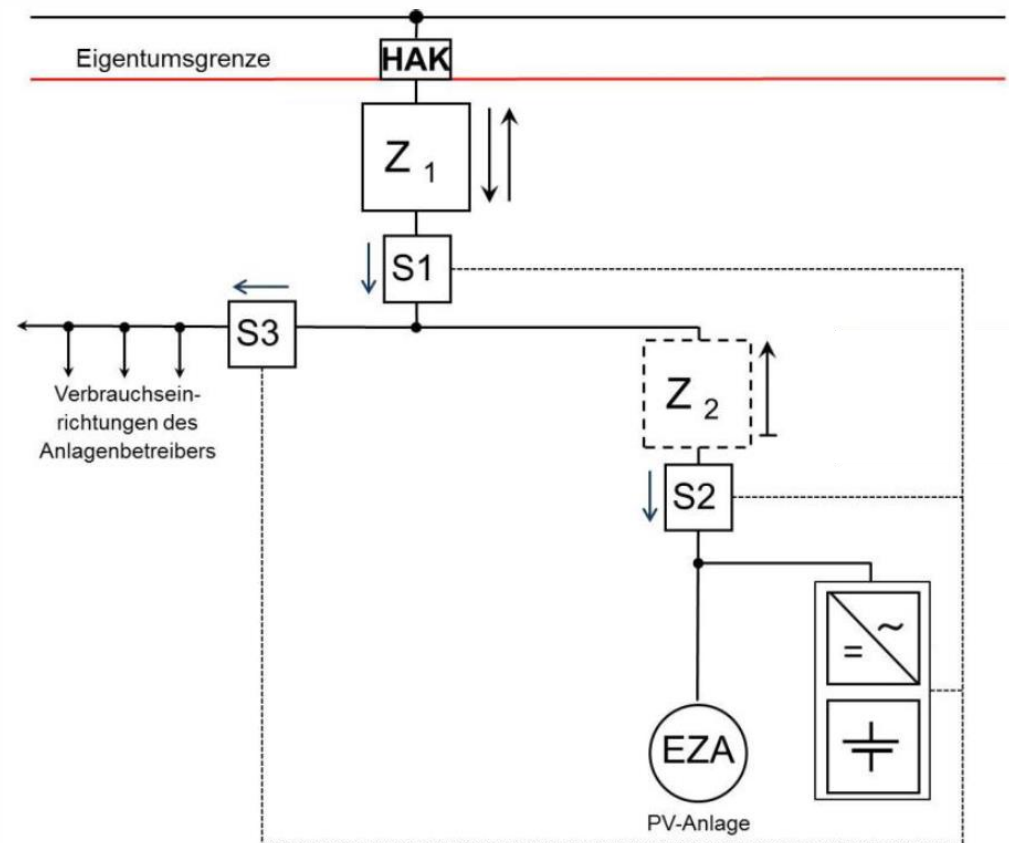 Eigentumsgrenze
HAK
Z 1
S1
S3
Verbrauchsein-
richtungen des
Anlagenbetreibers
Z 2
S2
~
=
EZA
PV-Anlage